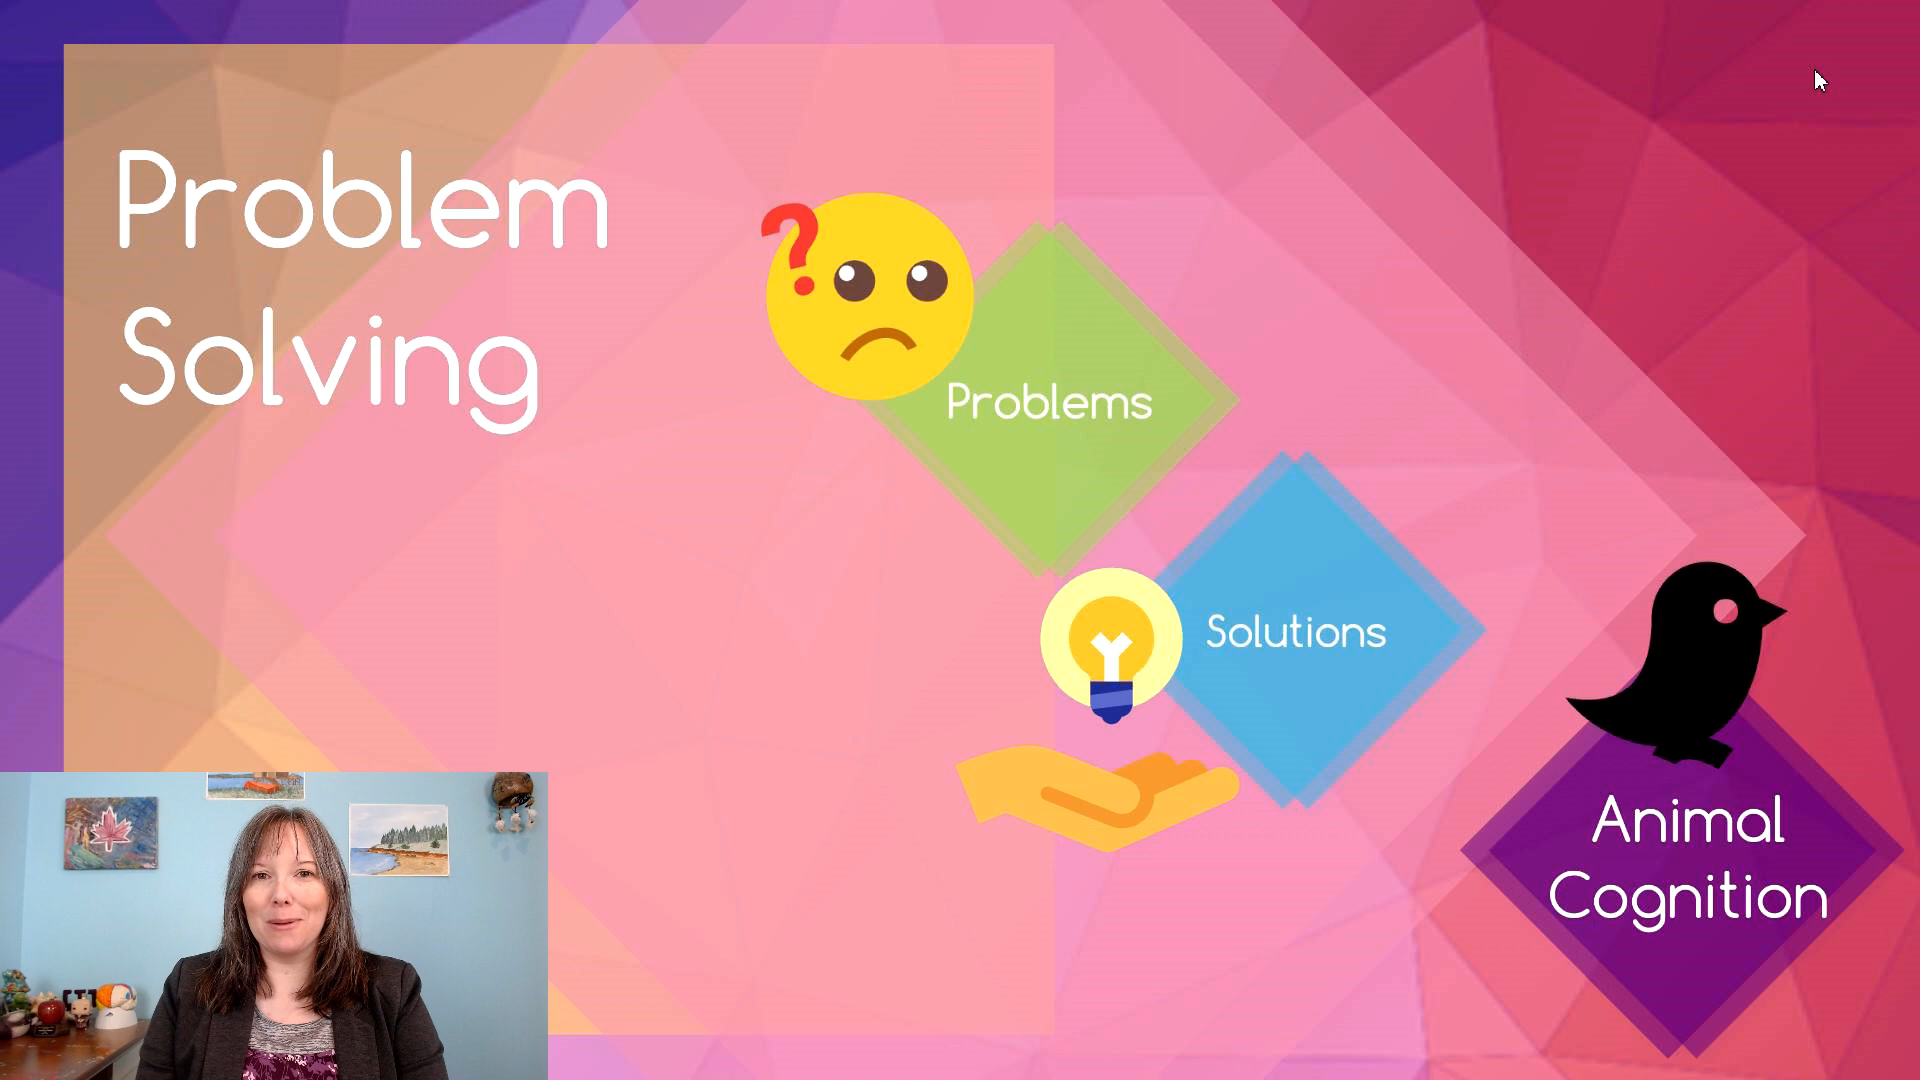 Problem
Solving
?
Problems
Solutions
Animal
Cognition